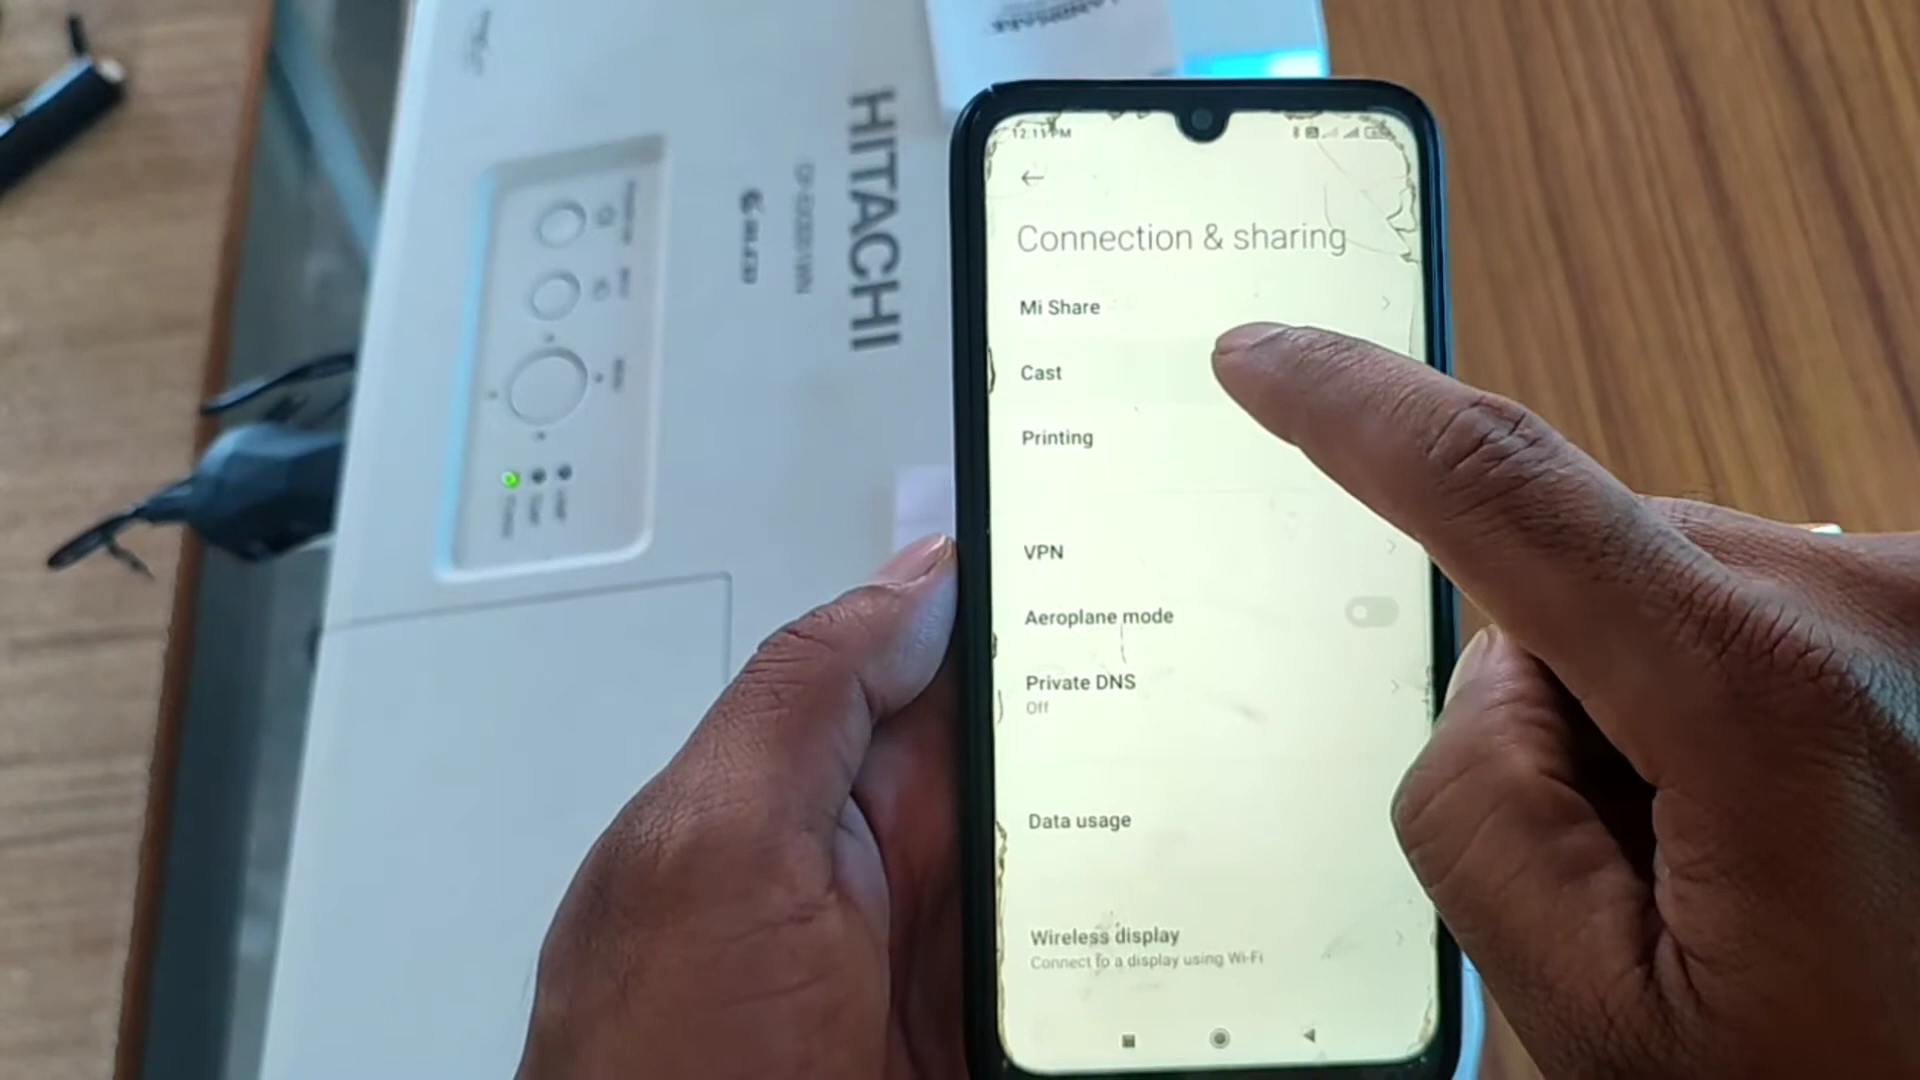 HITACHI
3LCD
12:11 PM
Connection & sharing
Mi Share
Cast
Printing
VPN
Aeroplane mode
Private DNS
Off
Data usage
Wireless display
Connect to a display using Wi-Fi